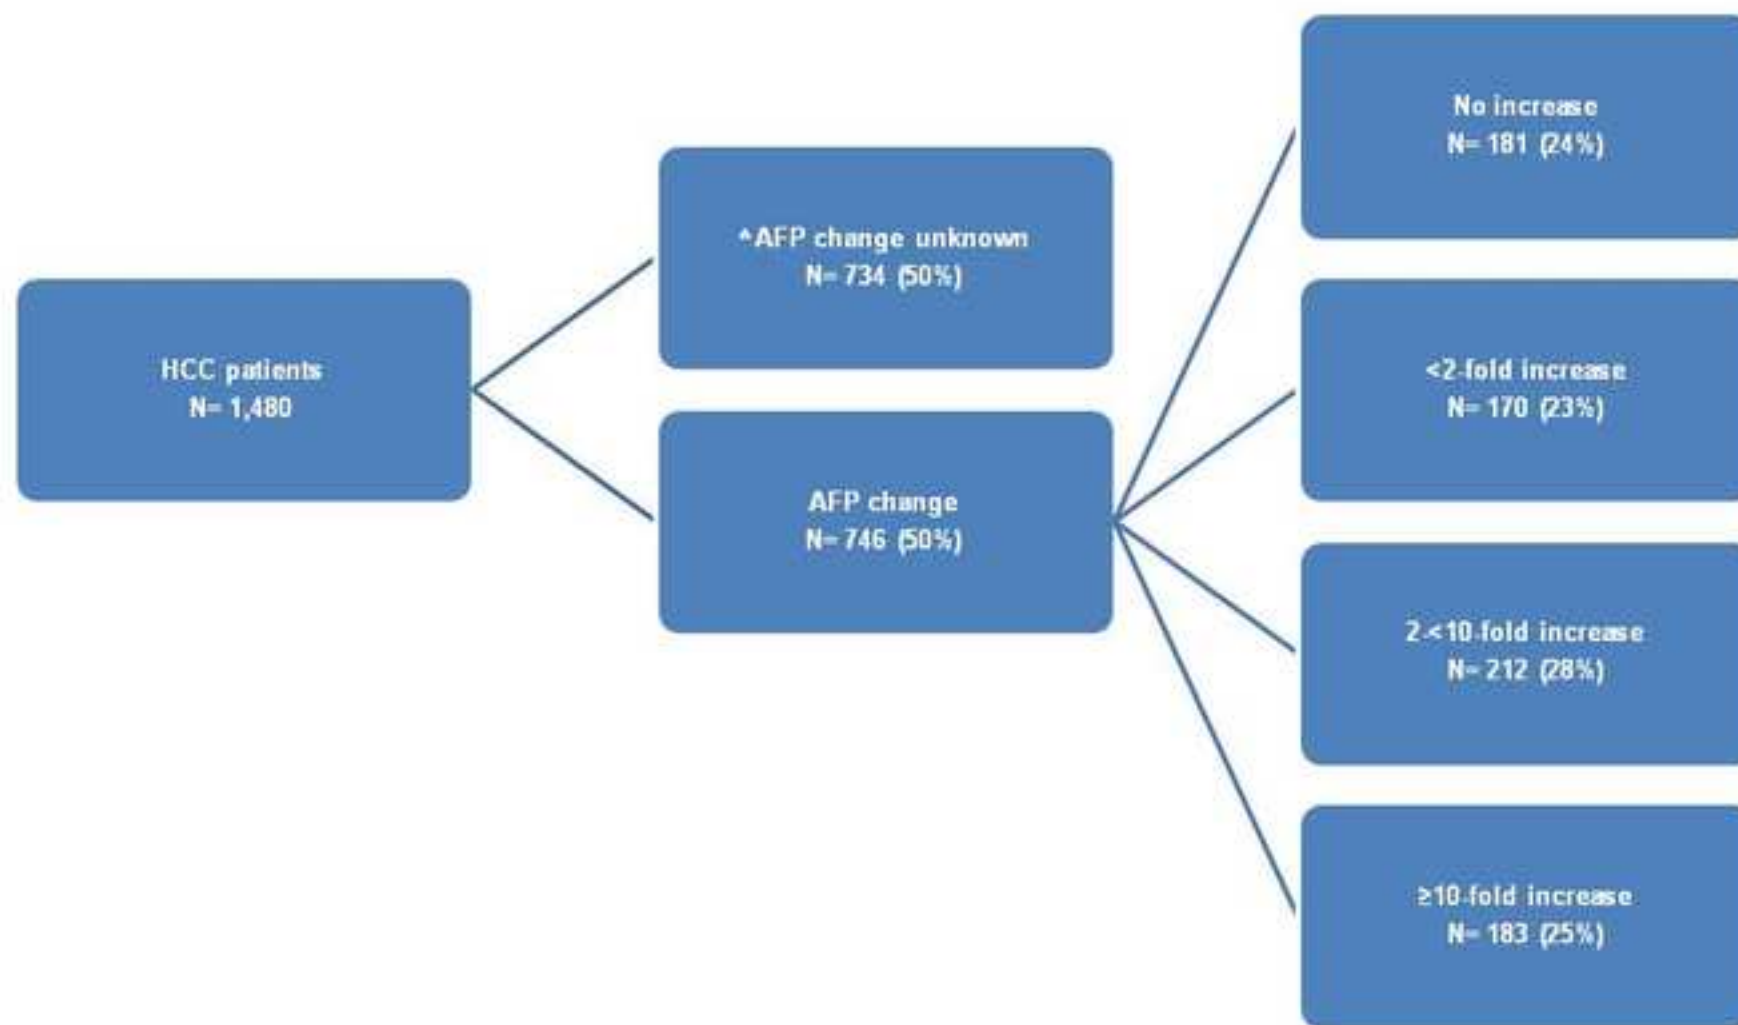 HCC patients
N= 1,480
^AFP change unknown
N= 734 (50%)
AFP change
N= 746 (50%)
No increase
N= 181 (24%)
<2-fold increase
N= 170 (23%)
2-<10-fold increase
N= 212 (28%)
≥10-fold increase
N= 183 (25%)